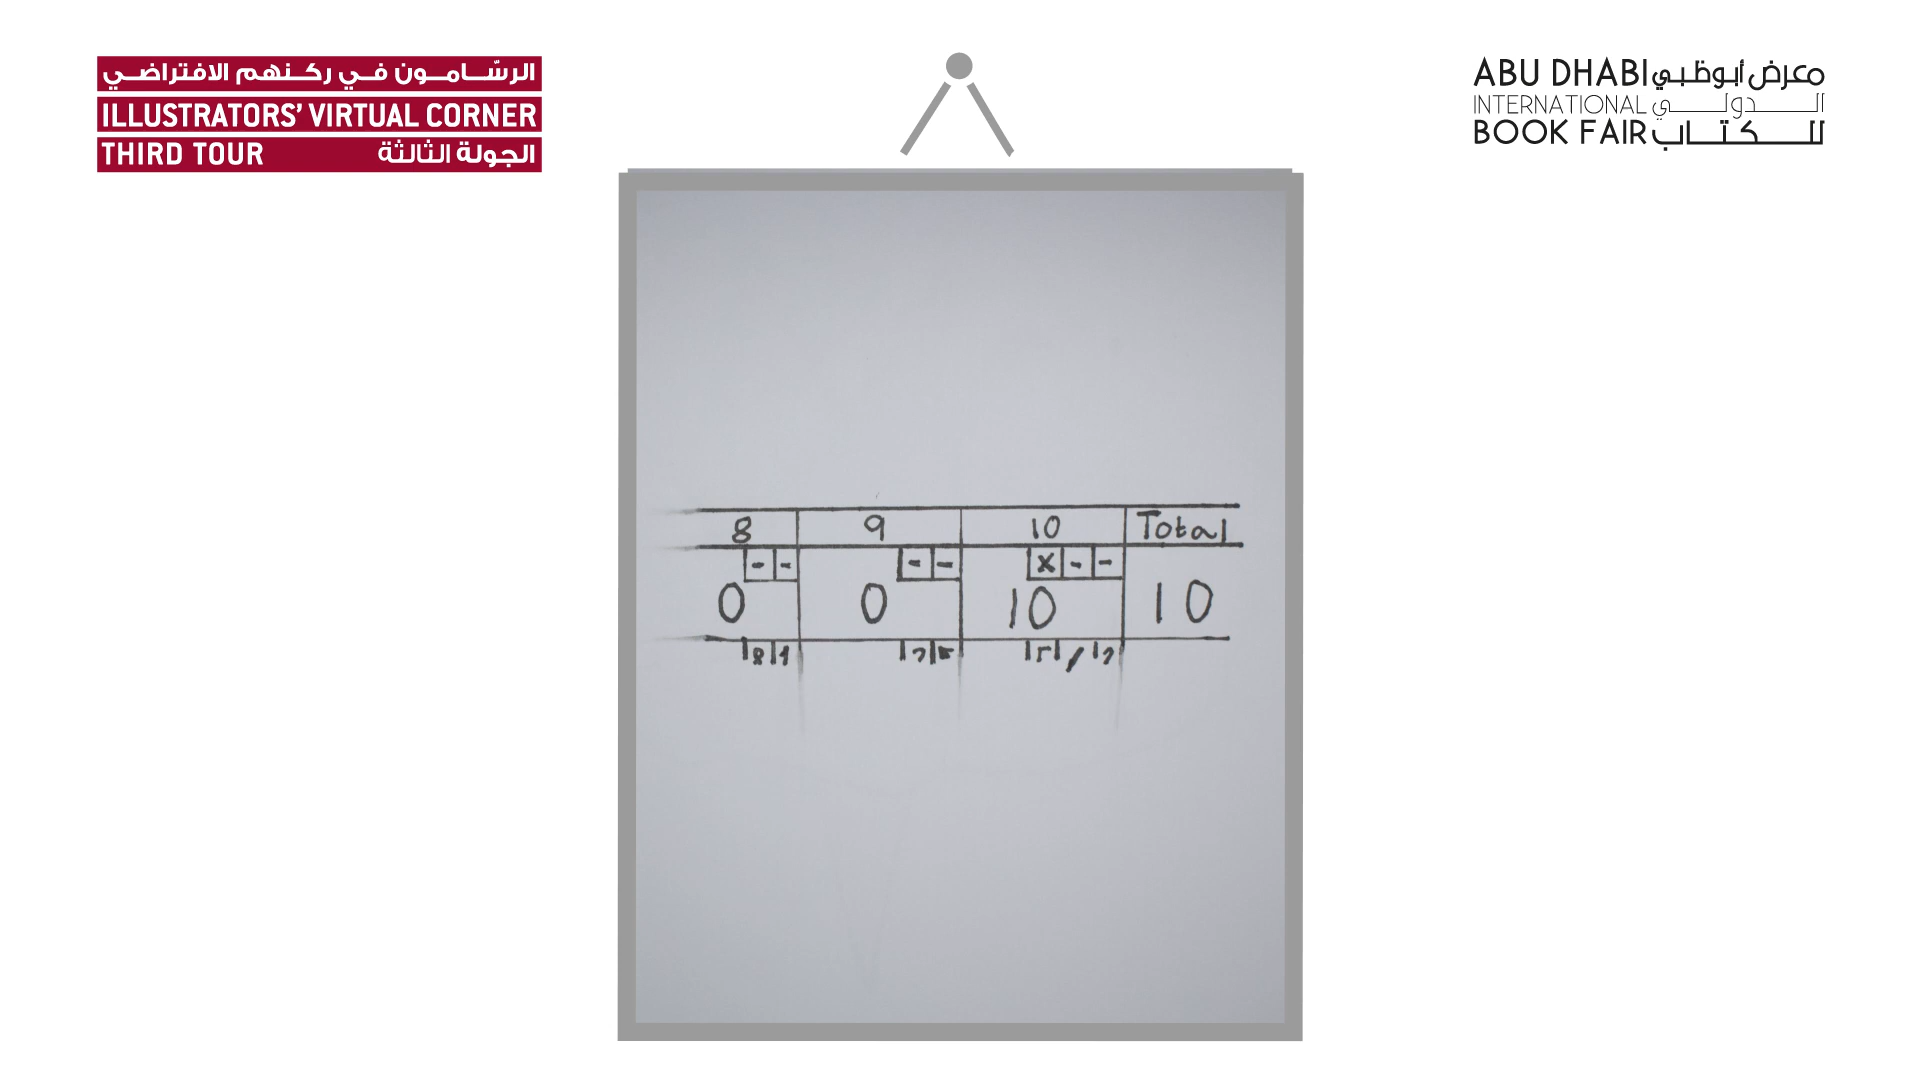 الرسّامون في ركنهم الافتراضي
ILLUSTRATORS' VIRTUAL CORNER
THIRD TOUR الجولة الثالثة
ABU DHABI معرض أبوظبي
INTERNATIONAL الدولي
BOOK FAIR للكتاب
8 9 10 Total
- - - - X - -
0 0 10 10